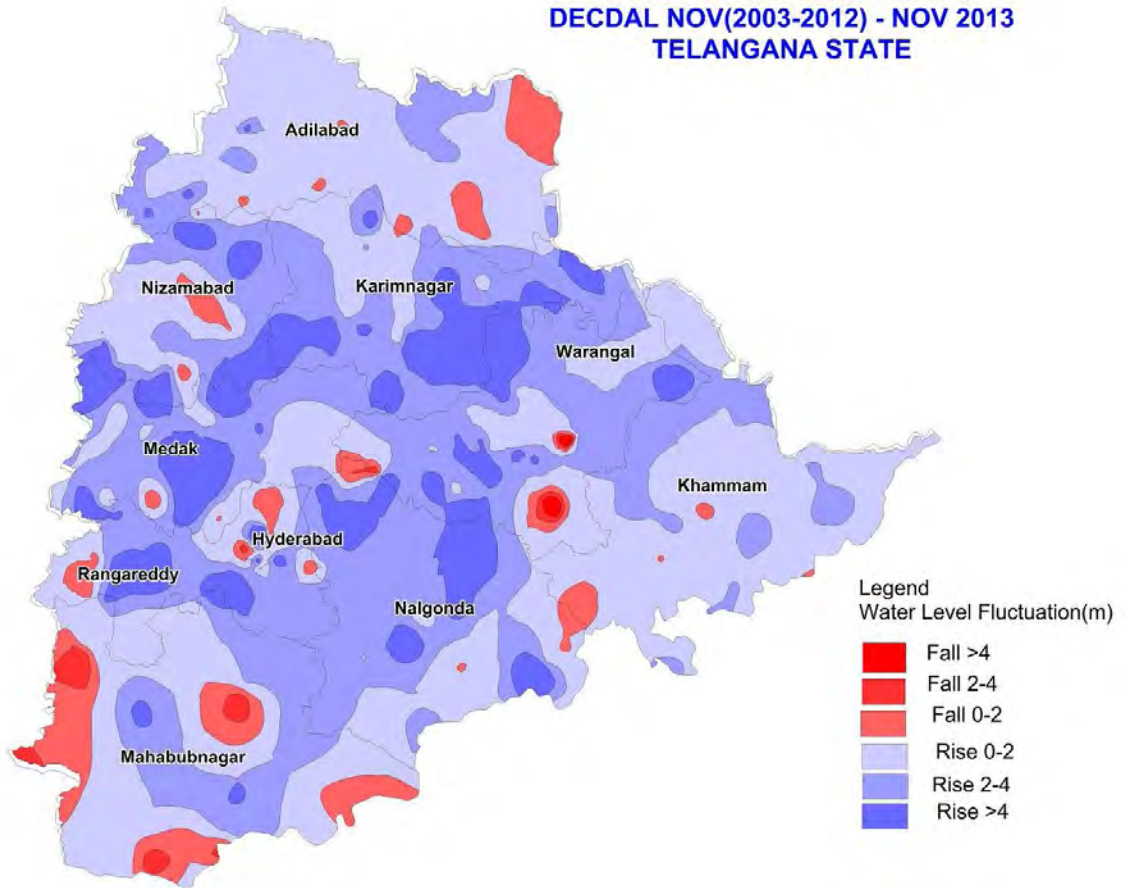 DECDAL NOV(2003-2012) - NOV 2013
TELANGANA STATE
Adilabad
Nizamabad
Karimnagar
Warangal
Medak
Khammam
Hyderabad
Rangareddy
Nalgonda
Mahabubnagar
Legend
Water Level Fluctuation(m)
Fall >4
Fall 2-4
Fall 0-2
Rise 0-2
Rise 2-4
Rise >4